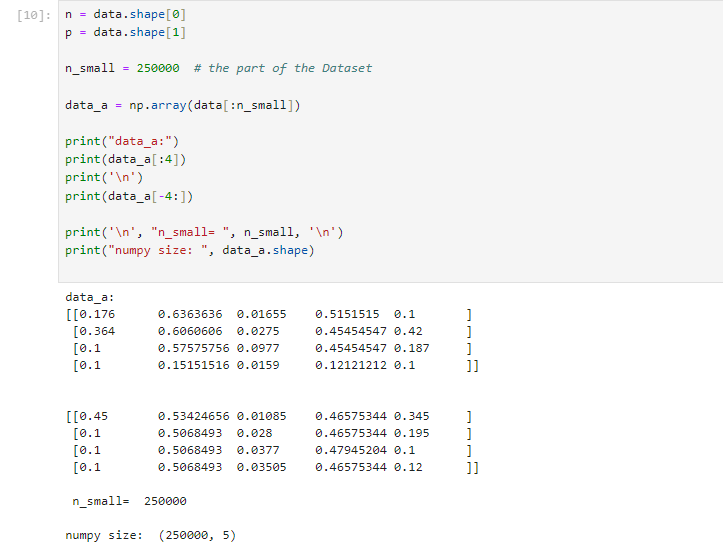 [10]: n = data.shape[0]
p = data.shape[1]
n_small = 250000  # the part of the Dataset
data_a = np.array(data[:n_small])
print("data_a:")
print(data_a[:4])
print('\n')
print(data_a[-4:])
print('\n', "n_small= ", n_small, '\n')
print("numpy size: ", data_a.shape)
data_a:
[[0.176      0.6363636  0.01655    0.5151515  0.1       ]
 [0.364      0.6060606  0.0275     0.45454547 0.42      ]
 [0.1        0.57575756 0.0977     0.45454547 0.187     ]
 [0.1        0.15151516 0.0159     0.12121212 0.1       ]]
[[0.45       0.53424656 0.01085    0.46575344 0.345     ]
 [0.1        0.5068493  0.028      0.46575344 0.195     ]
 [0.1        0.5068493  0.0377     0.47945204 0.1       ]
 [0.1        0.5068493  0.03505    0.46575344 0.12      ]]
 n_small=  250000
numpy size:  (250000, 5)